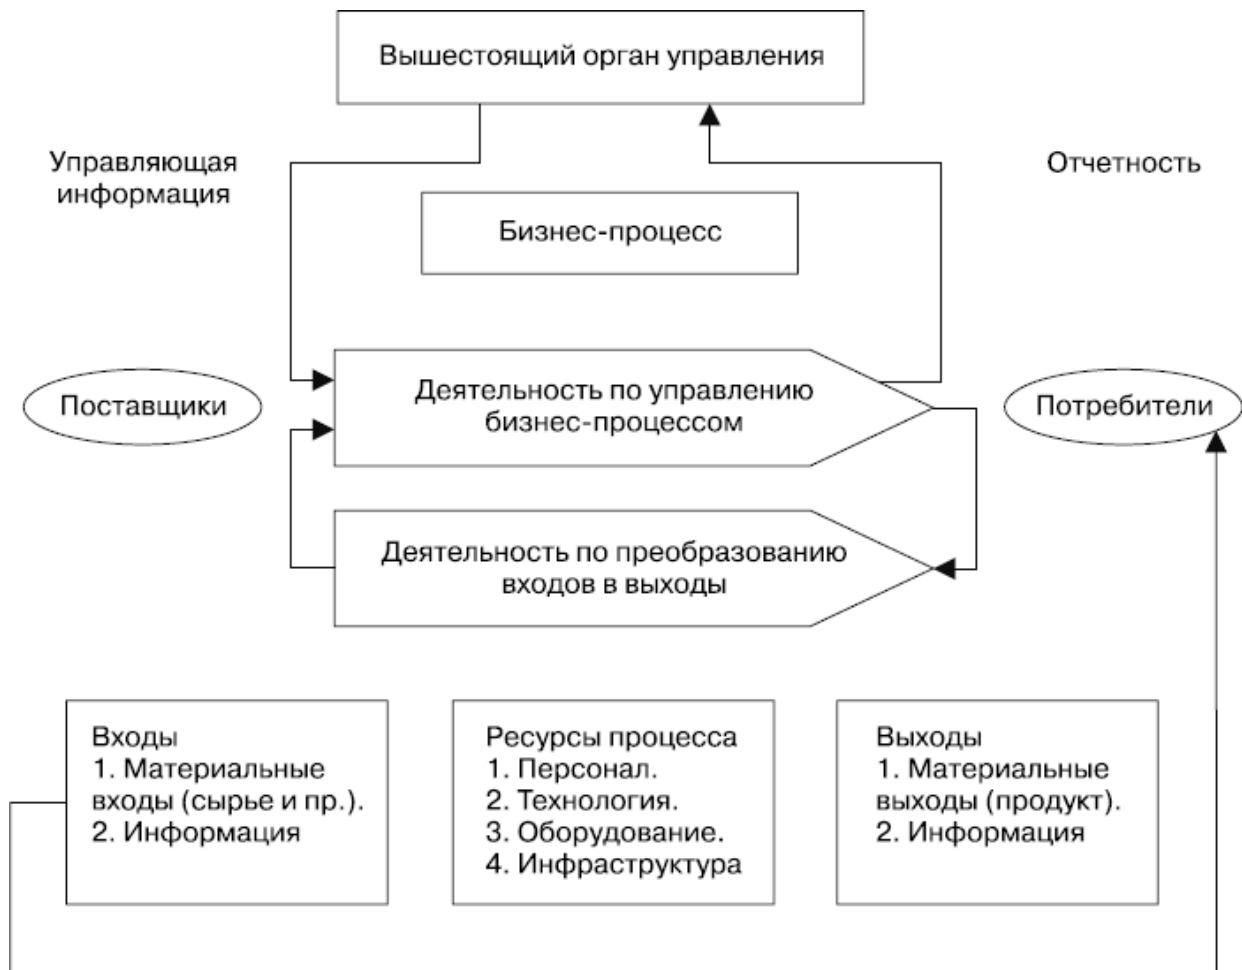 Вышестоящий орган управления
Управляющая
информация
Отчетность
Бизнес-процесс
Поставщики
Деятельность по управлению
бизнес-процессом
Потребители
Деятельность по преобразованию
входов в выходы
Входы
1. Материальные
входы (сырье и пр.).
2. Информация
Ресурсы процесса
1. Персонал.
2. Технология.
3. Оборудование.
4. Инфраструктура
Выходы
1. Материальные
выходы (продукт).
2. Информация